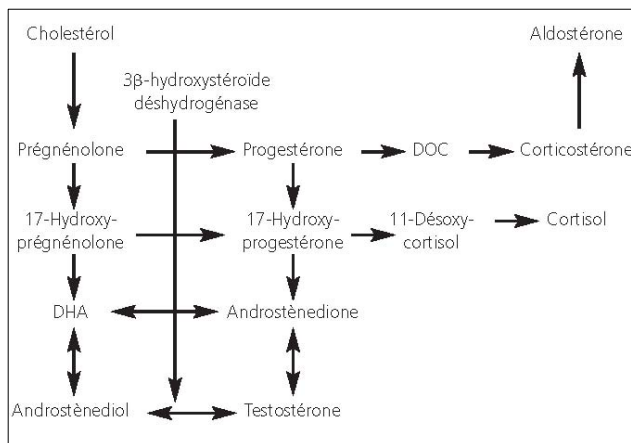 Cholestérol
Aldostérone
3β-hydroxystéroïde
déshydrogénase
Prégnénolone
Progestérone
DOC
Corticostérone
17-Hydroxy-
prégnénolone
17-Hydroxy-
progestérone
11-Désoxy-
cortisol
Cortisol
DHA
Androstènedione
Androstènediol
Testostérone